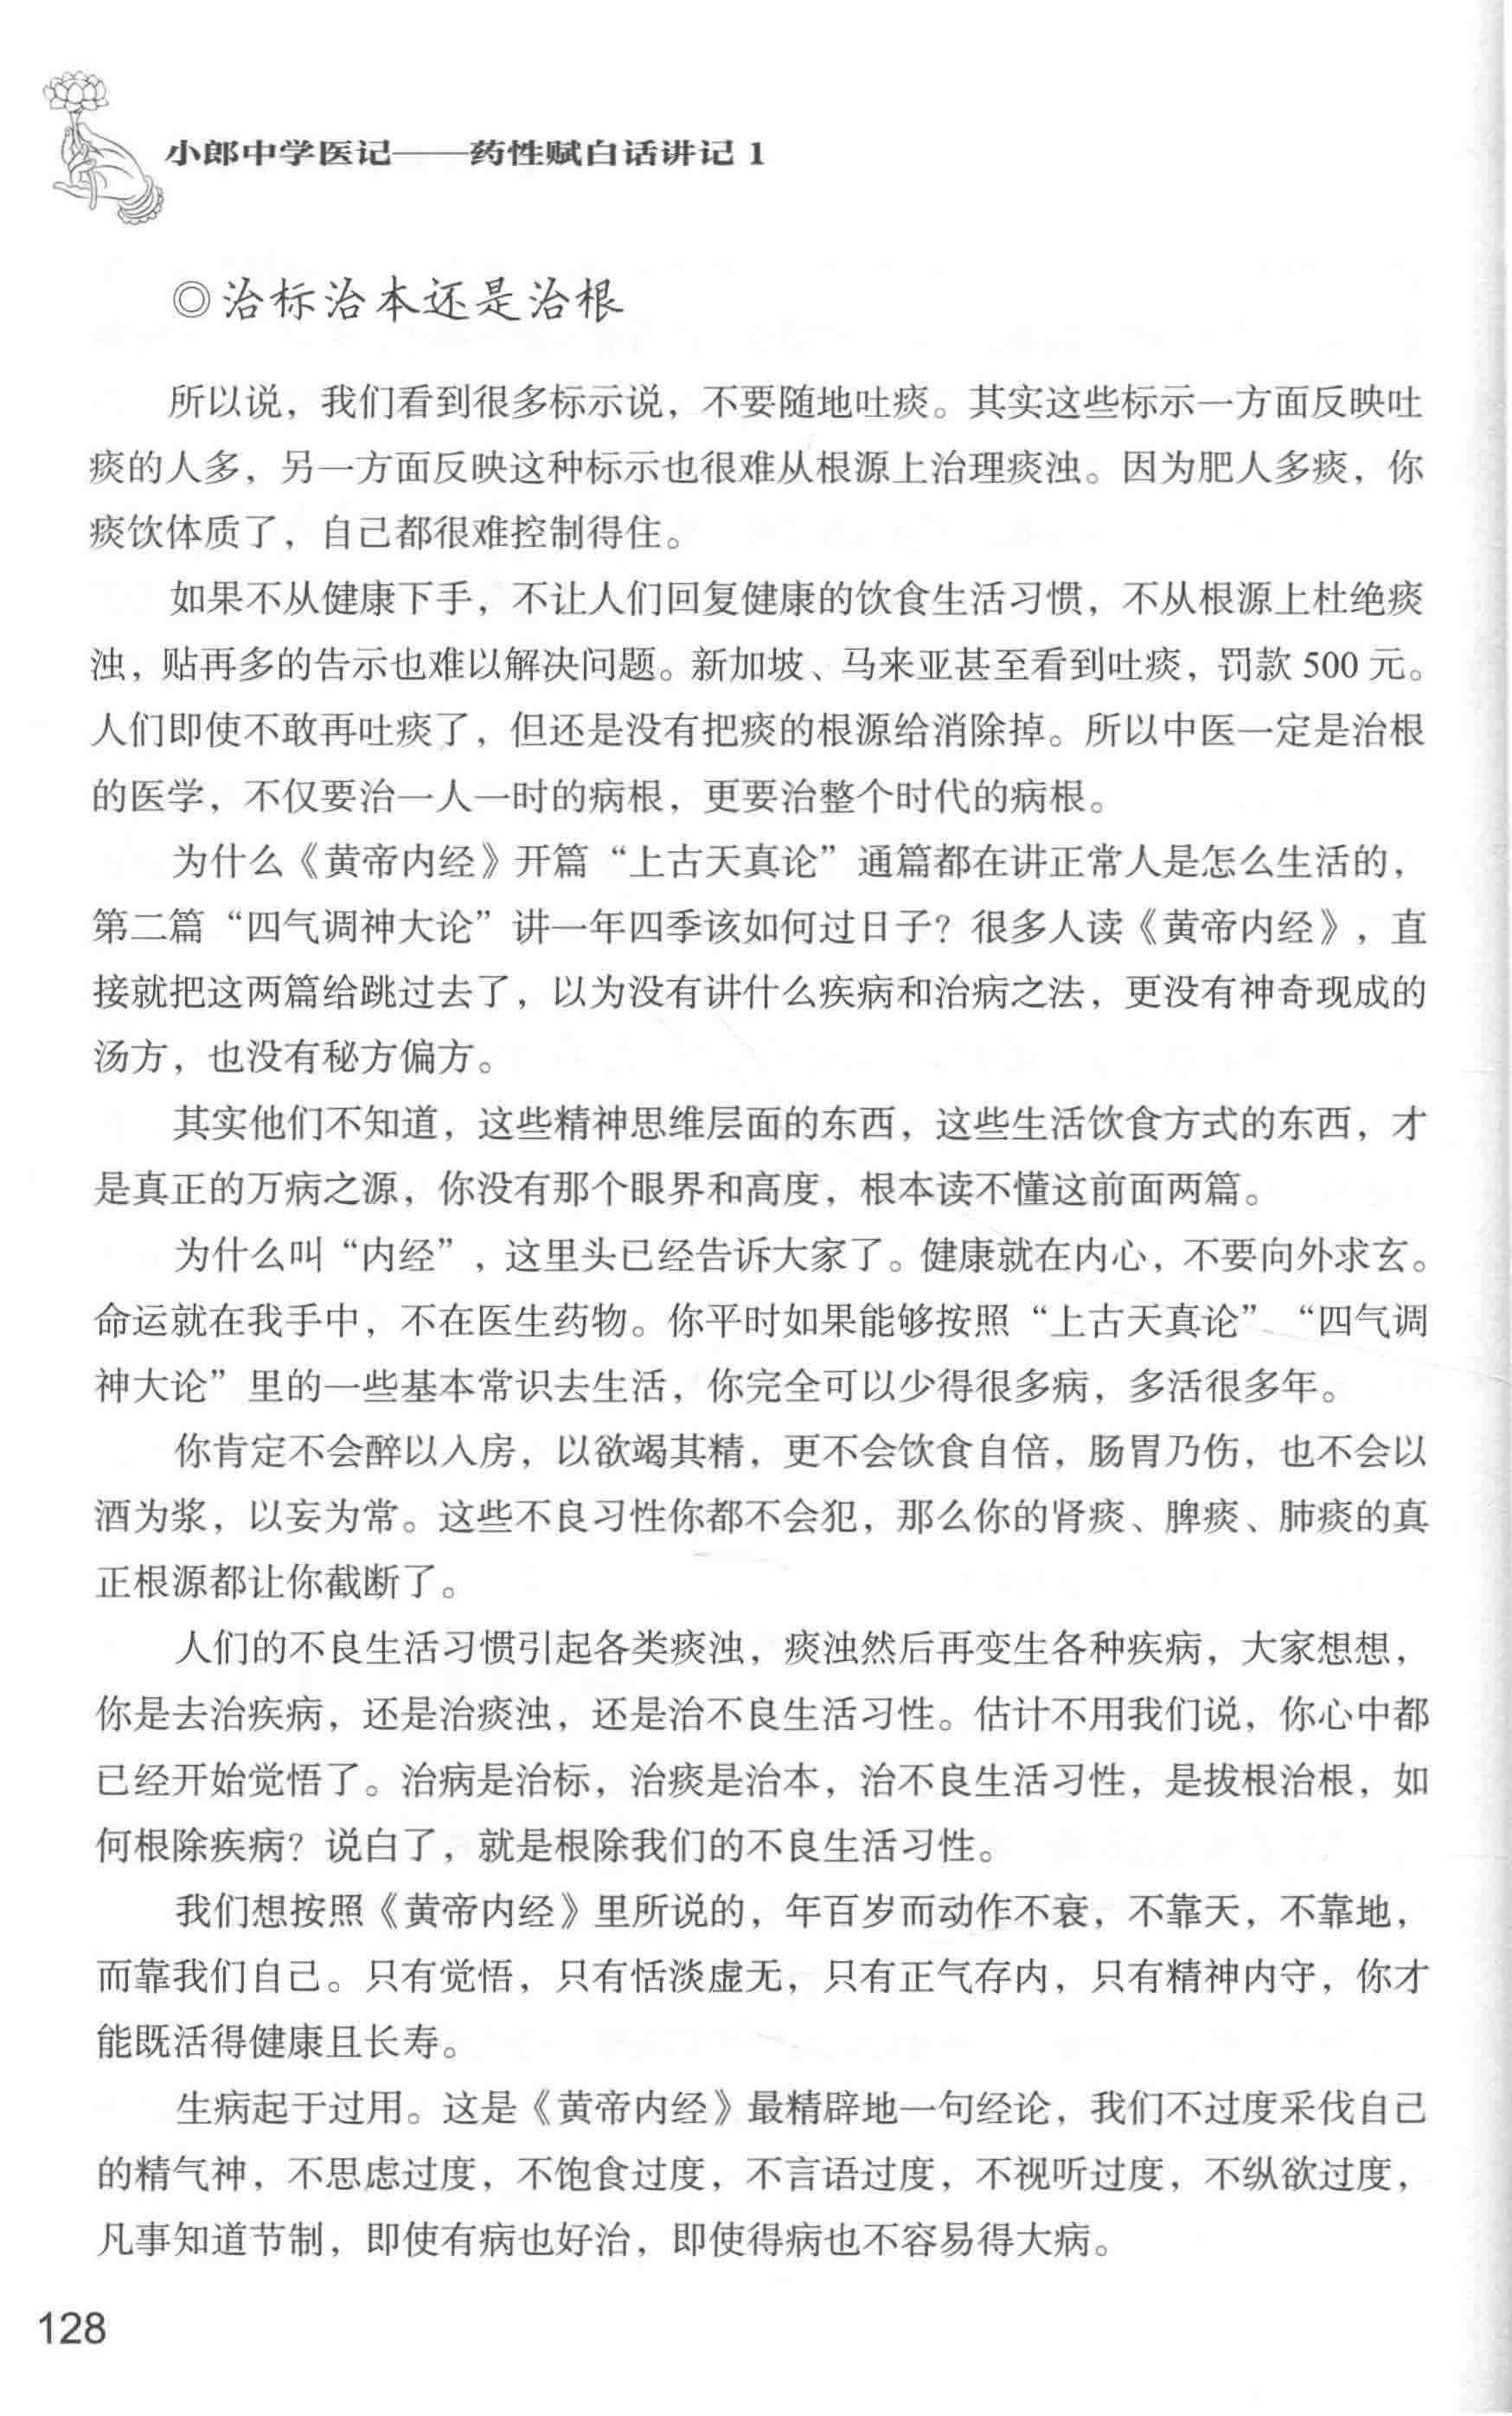 小郎中学医记——药性赋白话讲记 1
◎治标治本还是治根
所以说，我们看到很多标示说，不要随地吐痰。其实这些标示一方面反映吐
痰的人多，另一方面反映这种标示也很难从根源上治理痰浊。因为肥人多痰，你
痰饮体质了，自己都很难控制得住。
如果不从健康下手，不让人们回复健康的饮食生活习惯，不从根源上杜绝痰
浊，贴再多的告示也难以解决问题。新加坡、马来亚甚至看到吐痰，罚款 500 元。
人们即使不敢再吐痰了，但还是没有把痰的根源给消除掉。所以中医一定是治根
的医学，不仅要治一人一时的病根，更要治整个时代的病根。
为什么《黄帝内经》开篇“上古天真论”通篇都在讲正常人是怎么生活的，
第二篇“四气调神大论”讲一年四季该如何过日子？很多人读《黄帝内经》，直
接就把这两篇给跳过去了，以为没有讲什么疾病和治病之法，更没有神奇现成的
汤方，也没有秘方偏方。
其实他们不知道，这些精神思维层面的东西，这些生活饮食方式的东西，才
是真正的万病之源，你没有那个眼界和高度，根本读不懂这前面两篇。
为什么叫“内经”，这里头已经告诉大家了。健康就在内心，不要向外求玄。
命运就在我手中，不在医生药物。你平时如果能够按照“上古天真论”、“四气调
神大论”里的一些基本常识去生活，你完全可以少得很多病，多活很多年。
你肯定不会醉以入房，以欲竭其精，更不会饮食自倍，肠胃乃伤，也不会以
酒为浆，以妄为常。这些不良习性你都不会犯，那么你的肾痰、脾痰、肺痰的真
正根源都让你截断了。
人们的不良生活习惯引起各类痰浊，痰浊然后再变生各种疾病，大家想想，
你是去治疾病，还是治痰浊，还是治不良生活习性。估计不用我们说，你心中都
已经开始觉悟了。治病是治标，治痰是治本，治不良生活习性，是拔根治根，如
何根除疾病？说白了，就是根除我们的不良生活习性。
我们想按照《黄帝内经》里所说的，年百岁而动作不衰，不靠天，不靠地，
而靠我们自己。只有觉悟，只有恬淡虚无，只有正气存内，只有精神内守，你才
能既活得健康且长寿。
生病起于过用。这是《黄帝内经》最精辟地一句经论，我们不过度采伐自己
的精气神，不思虑过度，不饱食过度，不言语过度，不视听过度，不纵欲过度，
凡事知道节制，即使有病也好治，即使得病也不容易得大病。
128